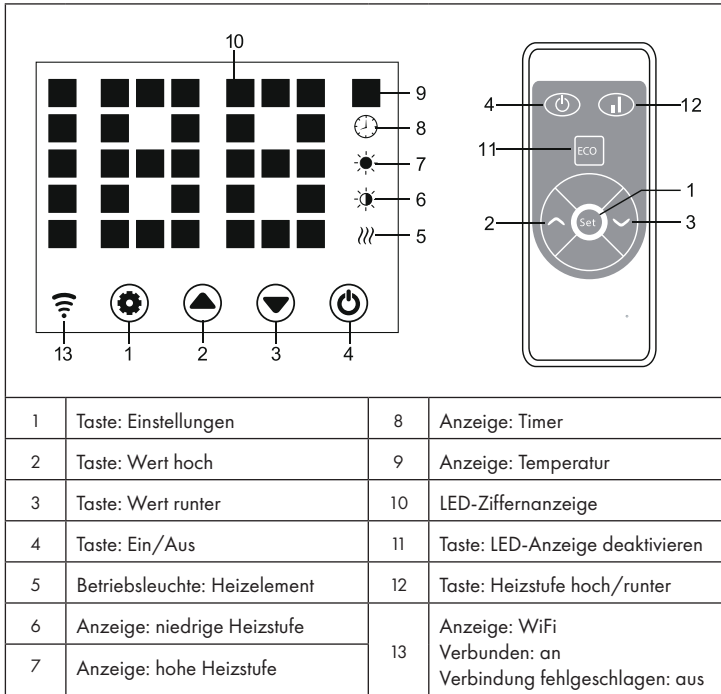 10
9
8
7
6
5
13
1
2
3
4
4
12
11
ECO
1
2
Set
3
1 Taste: Einstellungen
8 Anzeige: Timer
2 Taste: Wert hoch
9 Anzeige: Temperatur
3 Taste: Wert runter
10 LED-Ziffernanzeige
4 Taste: Ein/Aus
11 Taste: LED-Anzeige deaktivieren
5 Betriebsleuchte: Heizelement
12 Taste: Heizstufe hoch/runter
6 Anzeige: niedrige Heizstufe
7 Anzeige: hohe Heizstufe
13 Anzeige: WiFi
Verbunden: an
Verbindung fehlgeschlagen: aus